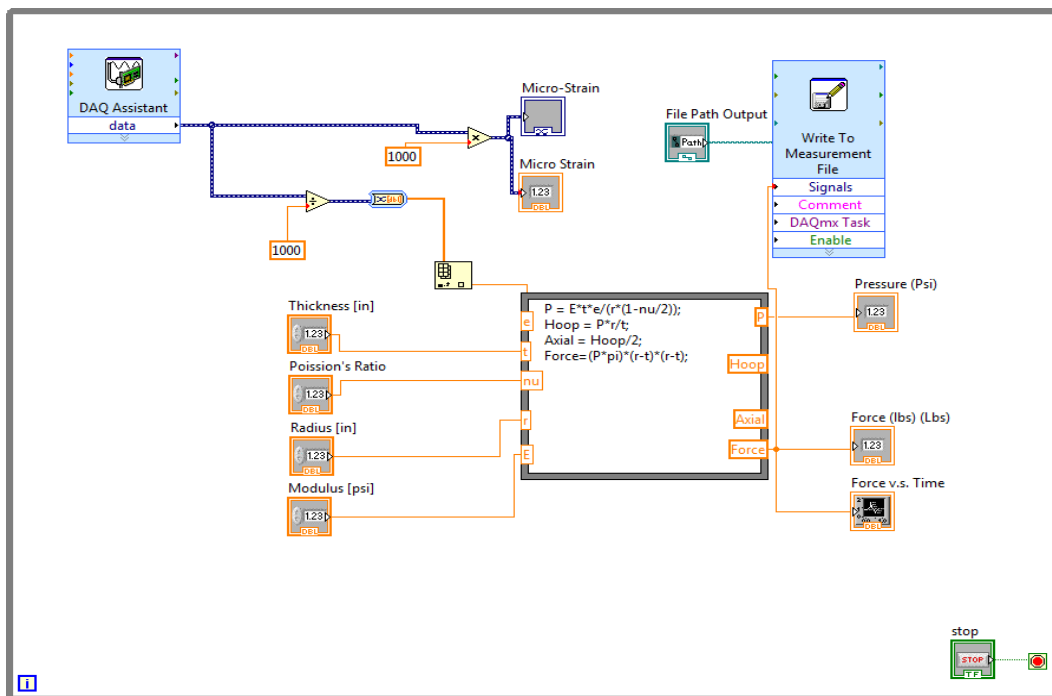 DAQ Assistant
data
Micro-Strain
1000
Micro Strain
1.23
DBL
1000
File Path Output
Path
Write To
Measurement
File
Signals
Comment
DAQmx Task
Enable
Thickness [in]
1.23
DBL
Poission's Ratio
1.23
DBL
Radius [in]
1.23
DBL
Modulus [psi]
1.23
DBL
e
t
nu
r
E
P = E*t*e/(r*(1-nu/2));
Hoop = P*r/t;
Axial = Hoop/2;
Force=(P*pi)*(r-t)*(r-t);
P
Hoop
Axial
Force
Pressure (Psi)
1.23
DBL
Force (lbs) (Lbs)
1.23
DBL
Force v.s. Time
DBL
stop
STOP
TF
i